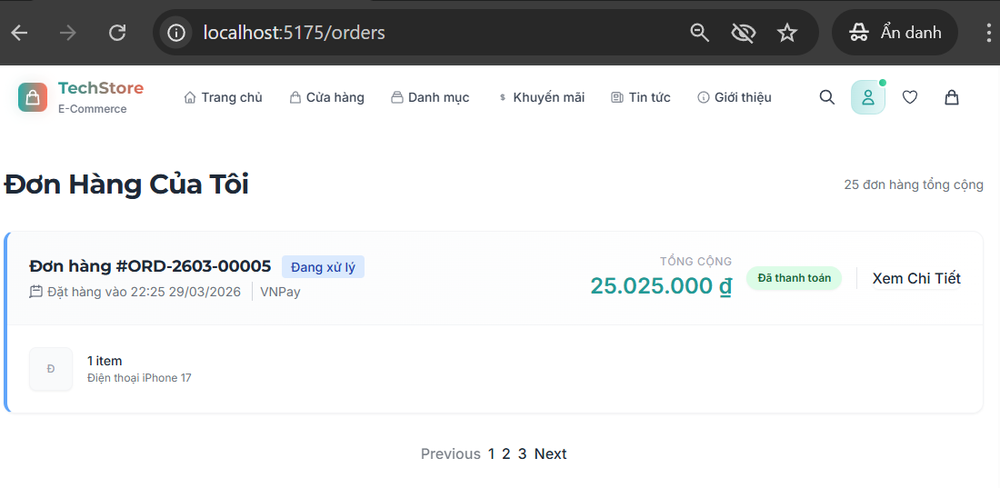 localhost:5175/orders
Ẩn danh
TechStore
E-Commerce
Trang chủ
Cửa hàng
Danh mục
$ Khuyến mãi
Tin tức
Giới thiệu
Đơn Hàng Của Tôi
25 đơn hàng tổng cộng
Đơn hàng #ORD-2603-00005
Đang xử lý
Đặt hàng vào 22:25 29/03/2026
VNPay
TỔNG CỘNG
25.025.000 ₫
Đã thanh toán
Xem Chi Tiết
Đ
1 item
Điện thoại iPhone 17
Previous 1 2 3 Next